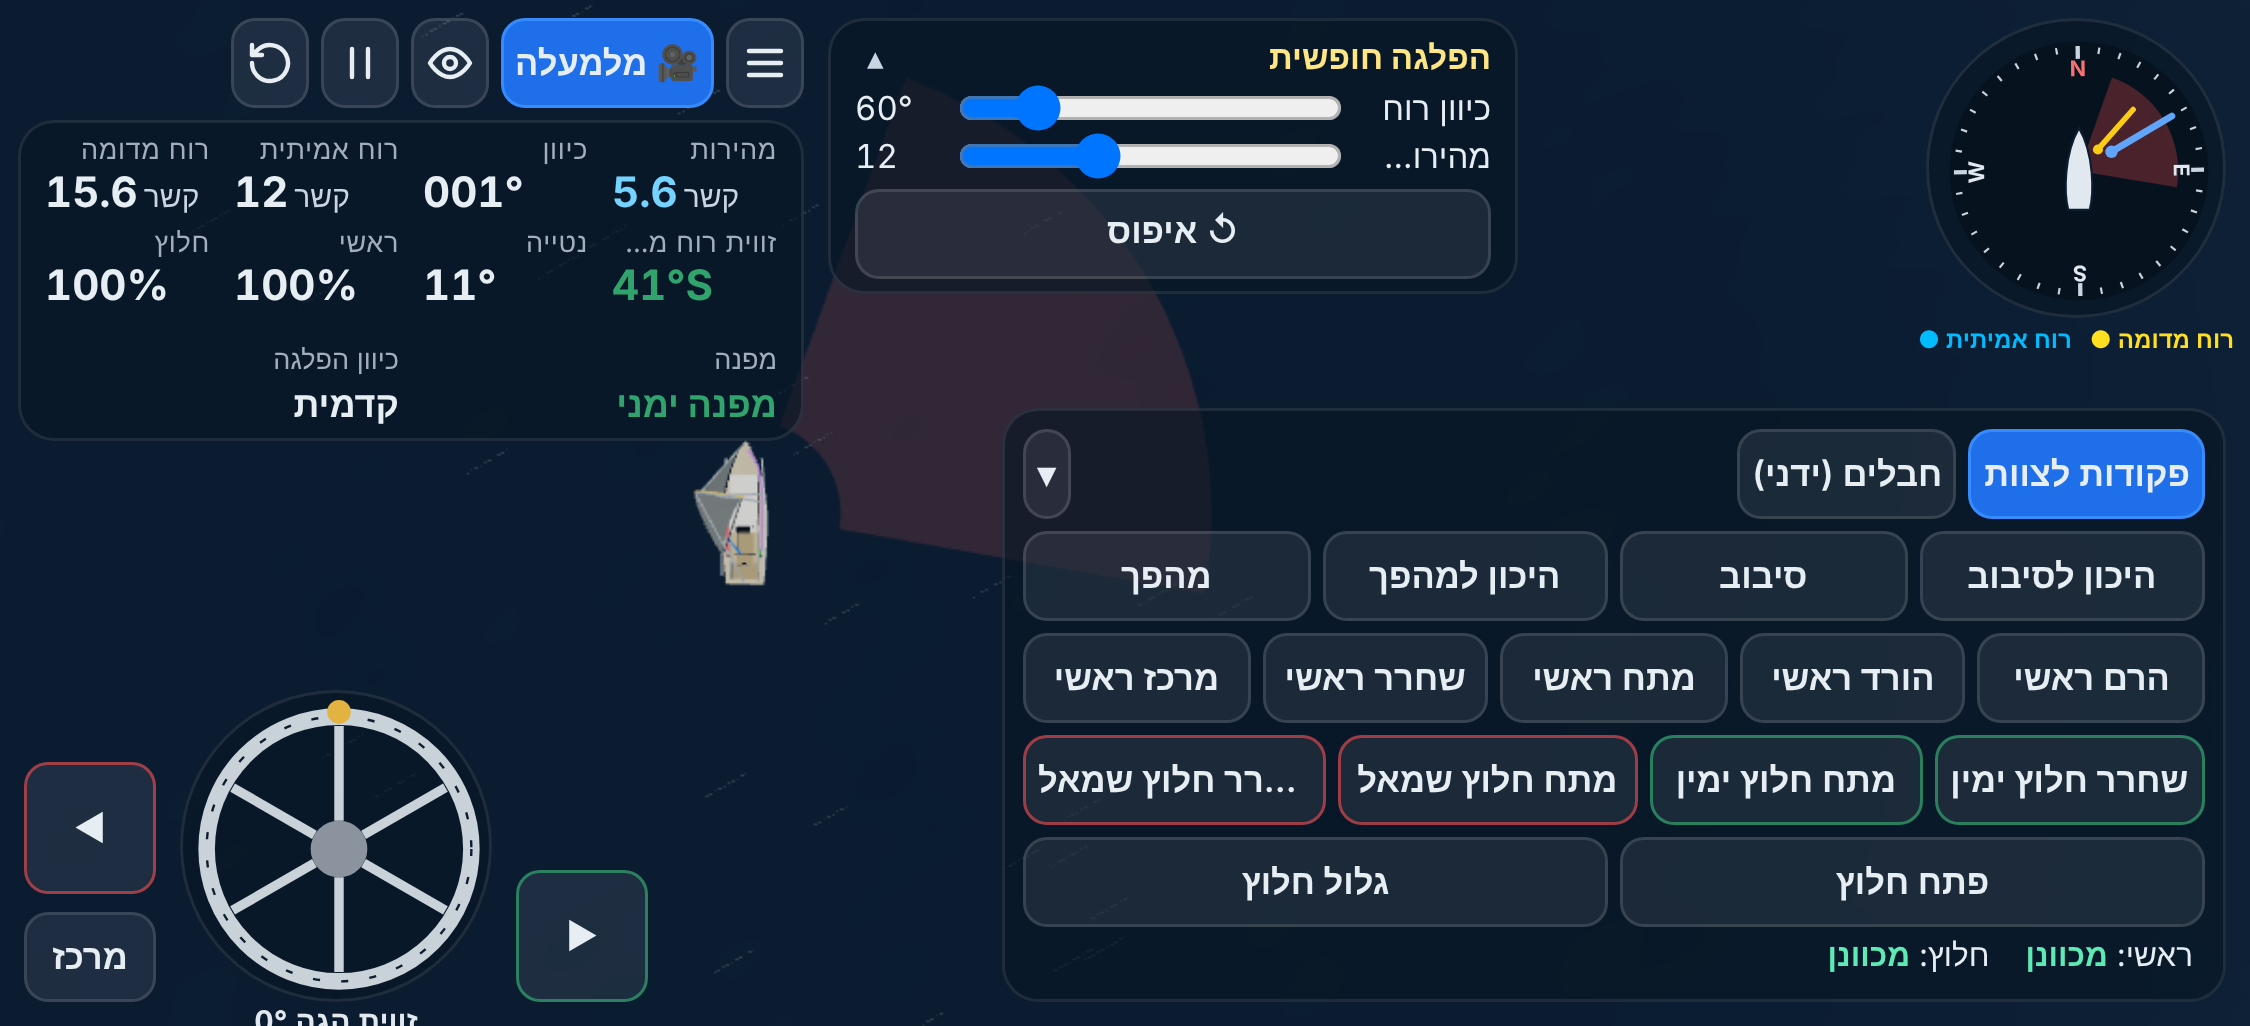 מלמעלה
הפלגה חופשית ▲
כיוון רוח 60°
מהירו... 12
איפוס
מהירות כיוון רוח אמיתית רוח מדומה
5.6 קשר 001° 12 קשר 15.6 קשר
זווית רוח מ... נטייה ראשי חלוץ
41°S 11° 100% 100%
מפנה כיוון הפלגה
מפנה ימני קדמית
N
E
S
W
רוח מדומה רוח אמיתית
פקודות לצוות חבלים (ידני) ▼
היכון לסיבוב סיבוב היכון למהפך מהפך
הרם ראשי הורד ראשי מתח ראשי שחרר ראשי מרכז ראשי
שחרר חלוץ ימין מתח חלוץ ימין מתח חלוץ שמאל ...רר חלוץ שמאל
פתח חלוץ גלול חלוץ
ראשי: מכוונן חלוץ: מכוונן
◀ ▶
מרכז
זווית הגה 0°